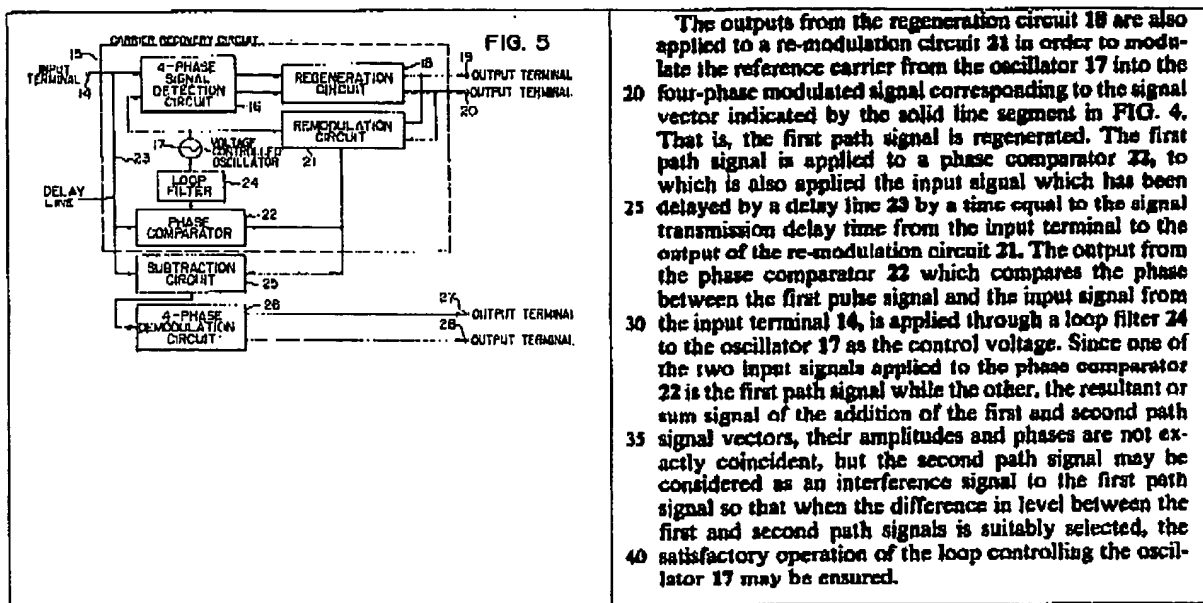 FIG. 5
CARRIER RECOVERY CIRCUIT
15
INPUT
TERMINAL
14
4-PHASE
SIGNAL
DETECTION
CIRCUIT
16
REGENERATION
CIRCUIT
18
19
OUTPUT TERMINAL
OUTPUT TERMINAL
20
REMODULATION
CIRCUIT
21
17
VOLTAGE
CONTROLLED
OSCILLATOR
23
LOOP
FILTER
24
DELAY
LINE
PHASE
COMPARATOR
22
SUBTRACTION
CIRCUIT
25
4-PHASE
DEMODULATION
CIRCUIT
26
27
OUTPUT TERMINAL
28
OUTPUT TERMINAL
The outputs from the regeneration circuit 18 are also
applied to a re-modulation circuit 21 in order to modu-
late the reference carrier from the oscillator 17 into the
20 four-phase modulated signal corresponding to the signal
vector indicated by the solid line segment in FIG. 4.
That is, the first path signal is regenerated. The first
path signal is applied to a phase comparator 22, to
which is also applied the input signal which has been
25 delayed by a delay line 23 by a time equal to the signal
transmission delay time from the input terminal to the
output of the re-modulation circuit 21. The output from
the phase comparator 22 which compares the phase
between the first pulse signal and the input signal from
30 the input terminal 14, is applied through a loop filter 24
to the oscillator 17 as the control voltage. Since one of
the two input signals applied to the phase comparator
22 is the first path signal while the other, the resultant or
sum signal of the addition of the first and second path
35 signal vectors, their amplitudes and phases are not ex-
actly coincident, but the second path signal may be
considered as an interference signal to the first path
signal so that when the difference in level between the
first and second path signals is suitably selected, the
40 satisfactory operation of the loop controlling the oscil-
lator 17 may be ensured.